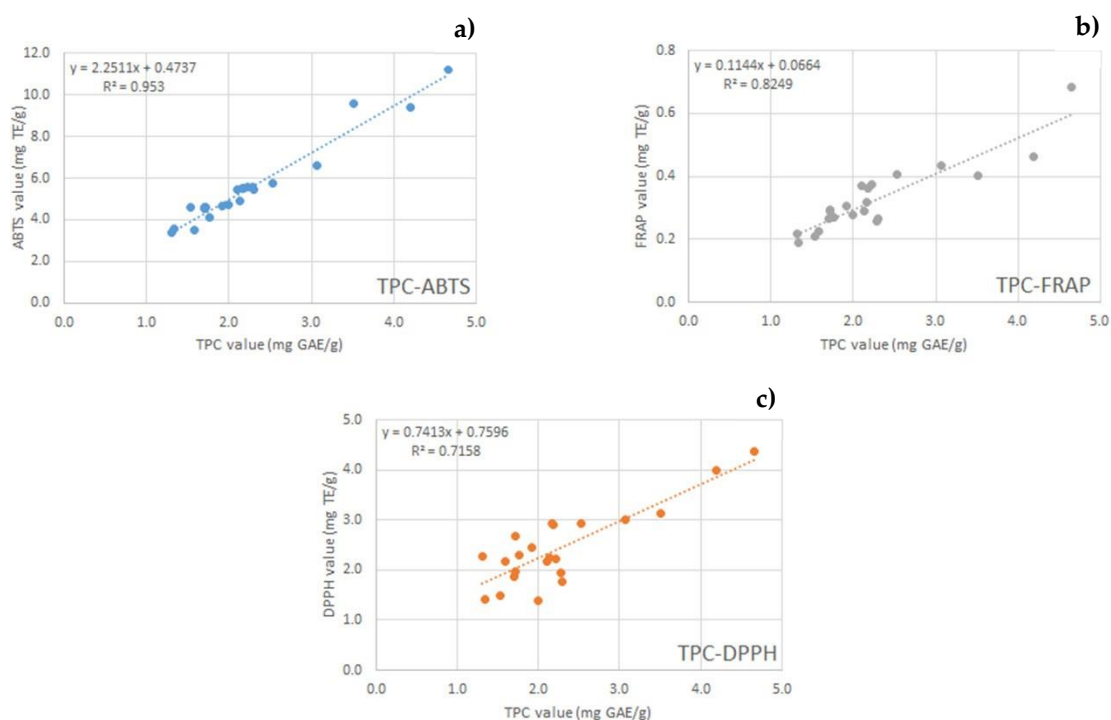 a)
y = 2.2511x + 0.4737
R² = 0.953
12.0
10.0
8.0
6.0
4.0
2.0
0.0
ABTS value (mg TE/g)
TPC-ABTS
0.0 1.0 2.0 3.0 4.0 5.0
TPC value (mg GAE/g)
b)
y = 0.1144x + 0.0664
R² = 0.8249
0.8
0.6
0.4
0.2
0.0
FRAP value (mg TE/g)
TPC-FRAP
0.0 1.0 2.0 3.0 4.0 5.0
TPC value (mg GAE/g)
c)
y = 0.7413x + 0.7596
R² = 0.7158
5.0
4.0
3.0
2.0
1.0
0.0
DPPH value (mg TE/g)
TPC-DPPH
0.0 1.0 2.0 3.0 4.0 5.0
TPC value (mg GAE/g)